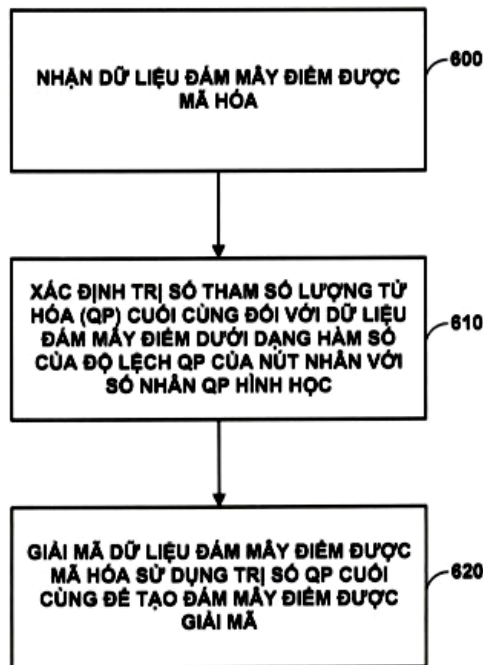 NHẬN DỮ LIỆU ĐÁM MÂY ĐIỂM ĐƯỢC
MÃ HÓA
600
XÁC ĐỊNH TRỊ SỐ THAM SỐ LƯỢNG TỬ
HÓA (QP) CUỐI CÙNG ĐỐI VỚI DỮ LIỆU
ĐÁM MÂY ĐIỂM DƯỚI DẠNG HÀM SỐ
CỦA ĐỘ LỆCH QP CỦA NÚT NHÂN VỚI
SỐ NHÂN QP HÌNH HỌC
610
GIẢI MÃ DỮ LIỆU ĐÁM MÂY ĐIỂM ĐƯỢC
MÃ HÓA SỬ DỤNG TRỊ SỐ QP CUỐI
CÙNG ĐỂ TẠO ĐÁM MÂY ĐIỂM ĐƯỢC
GIẢI MÃ
620